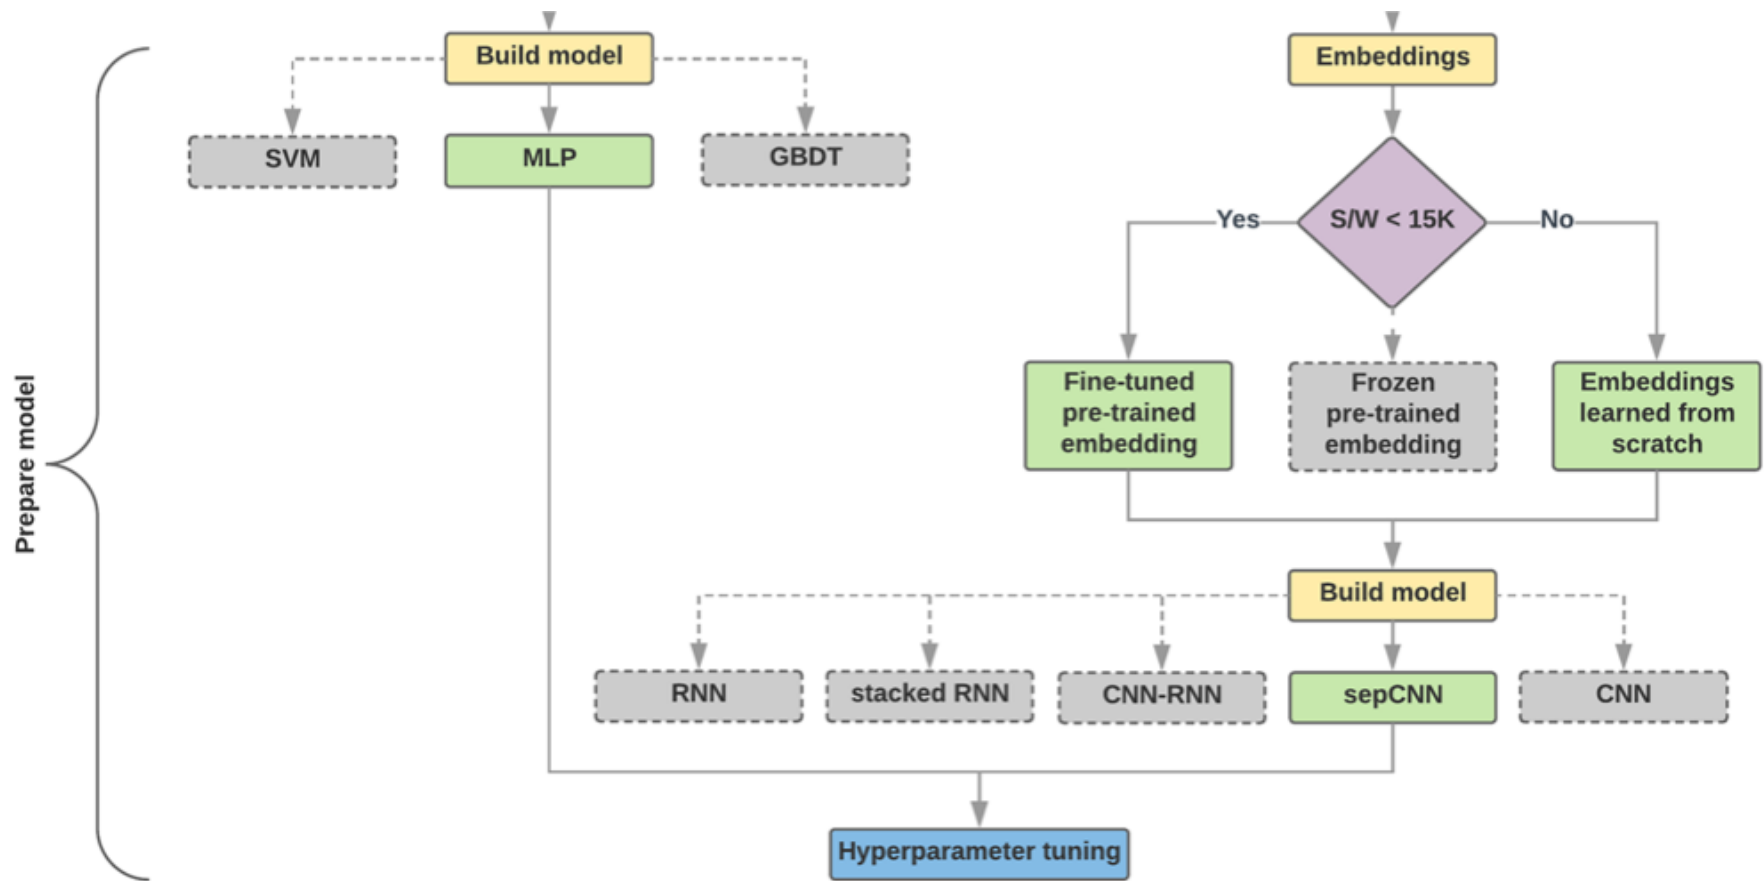 Build model
Embeddings
SVM
MLP
GBDT
Yes
S/W < 15K
No
Fine-tuned
pre-trained
embedding
Frozen
pre-trained
embedding
Embeddings
learned from
scratch
Prepare model
Build model
RNN
stacked RNN
CNN-RNN
sepCNN
CNN
Hyperparameter tuning